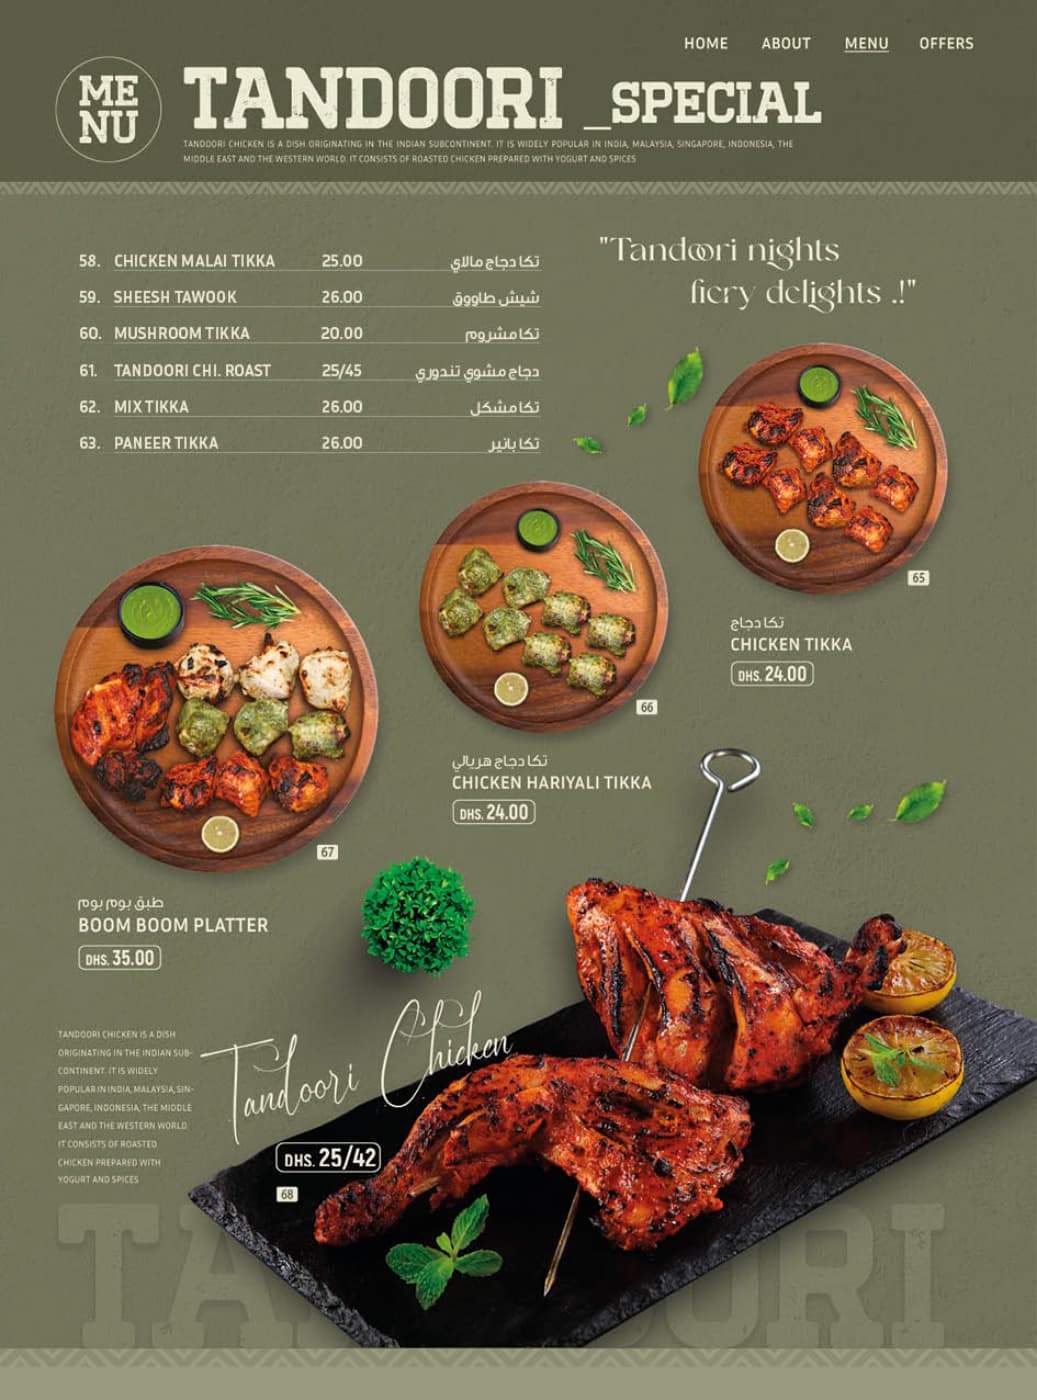 HOME ABOUT MENU OFFERS
ME
NU
TANDOORI _SPECIAL
TANDOORI CHICKEN IS A DISH ORIGINATING IN THE INDIAN SUBCONTINENT. IT IS WIDELY POPULAR IN INDIA, MALAYSIA, SINGAPORE, INDONESIA, THE
MIDDLE EAST AND THE WESTERN WORLD. IT CONSISTS OF ROASTED CHICKEN PREPARED WITH YOGURT AND SPICES
58. CHICKEN MALAI TIKKA 25.00 تكا دجاج مالاي
59. SHEESH TAWOOK 26.00 شيش طاووق
60. MUSHROOM TIKKA 20.00 تكا مشروم
61. TANDOORI CHI. ROAST 25/45 دجاج مشوي تندوري
62. MIX TIKKA 26.00 تكا مشكل
63. PANEER TIKKA 26.00 تكا بانير
"Tandoori nights
fiery delights .!"
65
تكا دجاج
CHICKEN TIKKA
DHS. 24.00
66
تكا دجاج هريالي
CHICKEN HARIYALI TIKKA
DHS. 24.00
67
طبق بوم بوم
BOOM BOOM PLATTER
DHS. 35.00
TANDOORI CHICKEN IS A DISH
ORIGINATING IN THE INDIAN SUB-
CONTINENT. IT IS WIDELY
POPULAR IN INDIA, MALAYSIA, SIN-
GAPORE, INDONESIA, THE MIDDLE
EAST AND THE WESTERN WORLD.
IT CONSISTS OF ROASTED
CHICKEN PREPARED WITH
YOGURT AND SPICES
Tandoori Chicken
DHS. 25/42
68
TANDOORI